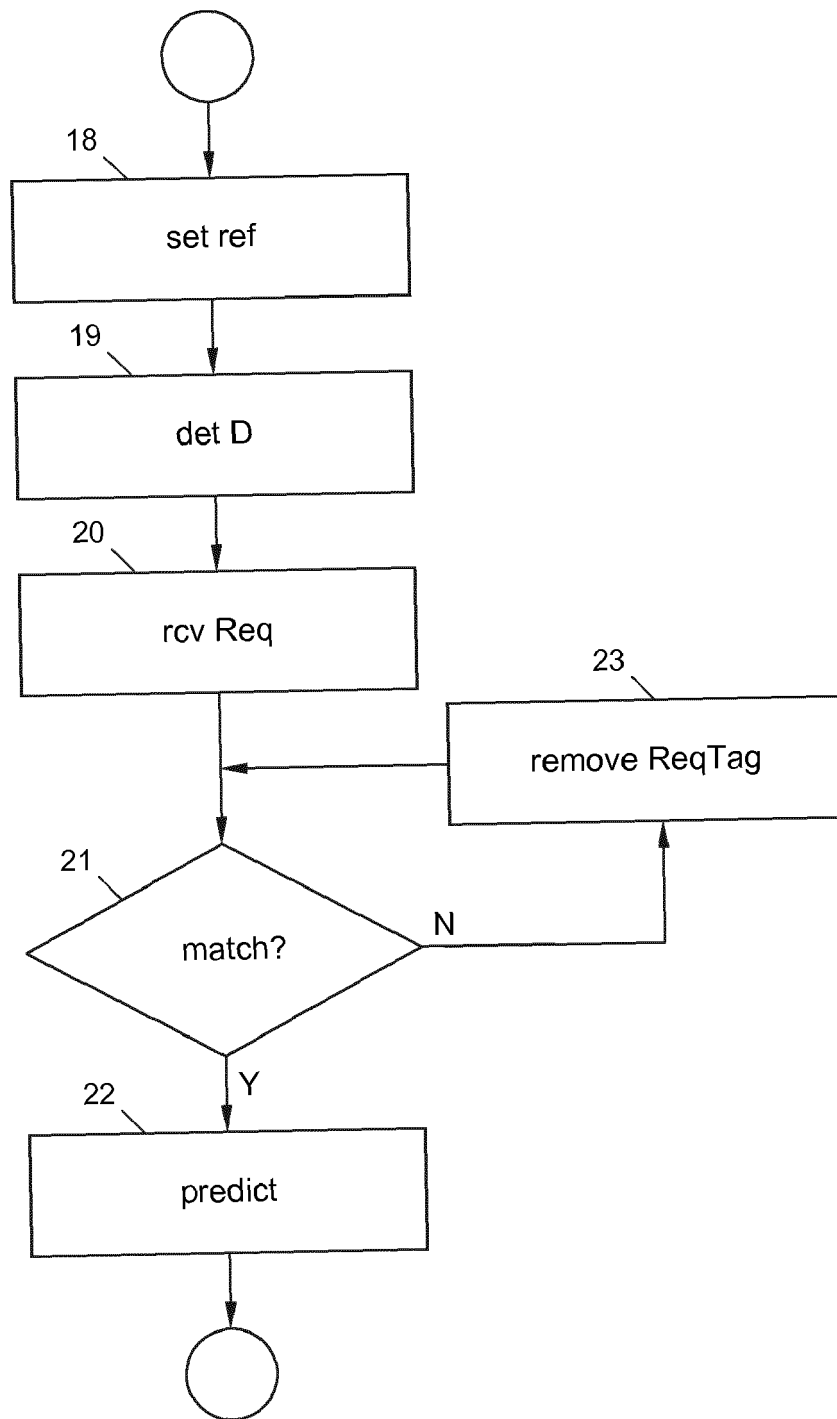 18
set ref
19
det D
20
rcv Req
23
remove ReqTag
21
match?
N
Y
22
predict